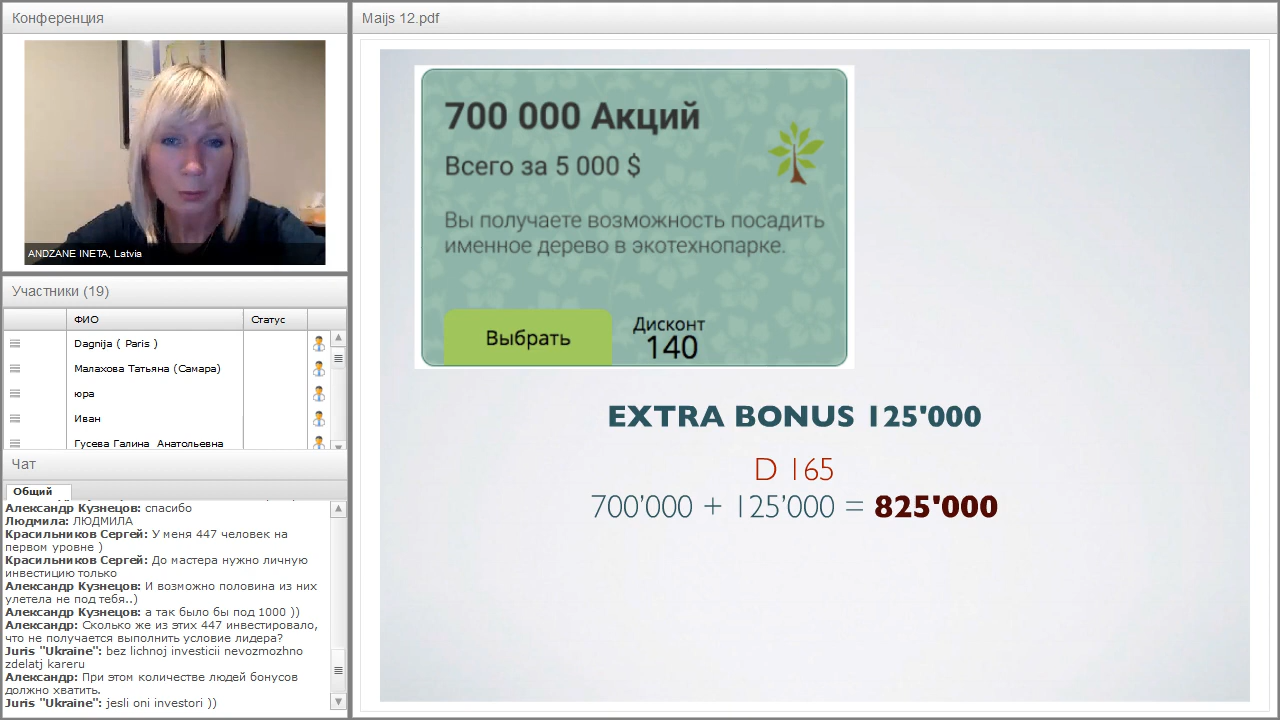 Конференция
ANDZANE INETA, Latvia
Участники (19)
ФИО
Статус
Dagnija ( Paris )
Малахова Татьяна (Самара)
юра
Иван
Гусева Галина Анатольевна
Чат
Общий
Александр Кузнецов: спасибо
Людмила: ЛЮДМИЛА
Красильников Сергей: У меня 447 человек на
первом уровне )
Красильников Сергей: До мастера нужно личную
инвестицию только
Александр Кузнецов: И возможно половина из них
улетела не под тебя..)
Александр Кузнецов: а так было бы под 1000 ))
Александр: Сколько же из этих 447 инвестировало,
что не получается выполнить условие лидера?
Juris "Ukraine": bez lichnoj investicii nevozmozhno
zdelatj kareru
Александр: При этом количестве людей бонусов
должно хватить.
Juris "Ukraine": jesli oni investori ))
Maijs 12.pdf
700 000 Акций
Всего за 5 000 $
Вы получаете возможность посадить
именное дерево в экотехнопарке.
Выбрать
Дисконт
140
EXTRA BONUS 125'000
D 165
700’000 + 125’000 = 825'000